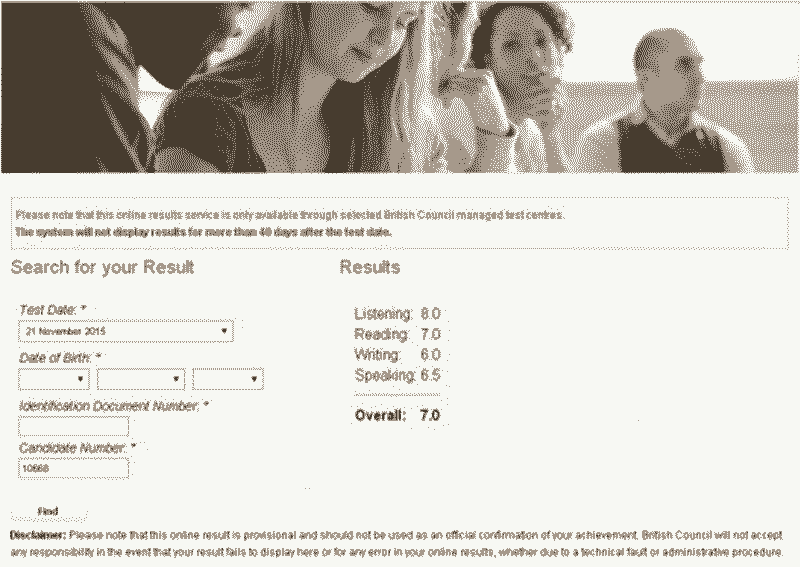 Please note that this online results service is only available through selected British Council managed test centres.
The system will not display results for more than 40 days after the test date.
Search for your Result
Results
Test Date: *
21 November 2015
Date of Birth: *
Identification Document Number: *
Candidate Number: *
10668
Find
Listening: 8.0
Reading: 7.0
Writing: 6.0
Speaking: 6.5
Overall: 7.0
Disclaimer: Please note that this online result is provisional and should not be used as an official confirmation of your achievement. British Council will not accept
any responsibility in the event that your result fails to display here or for any error in your online results, whether due to a technical fault or administrative procedure.